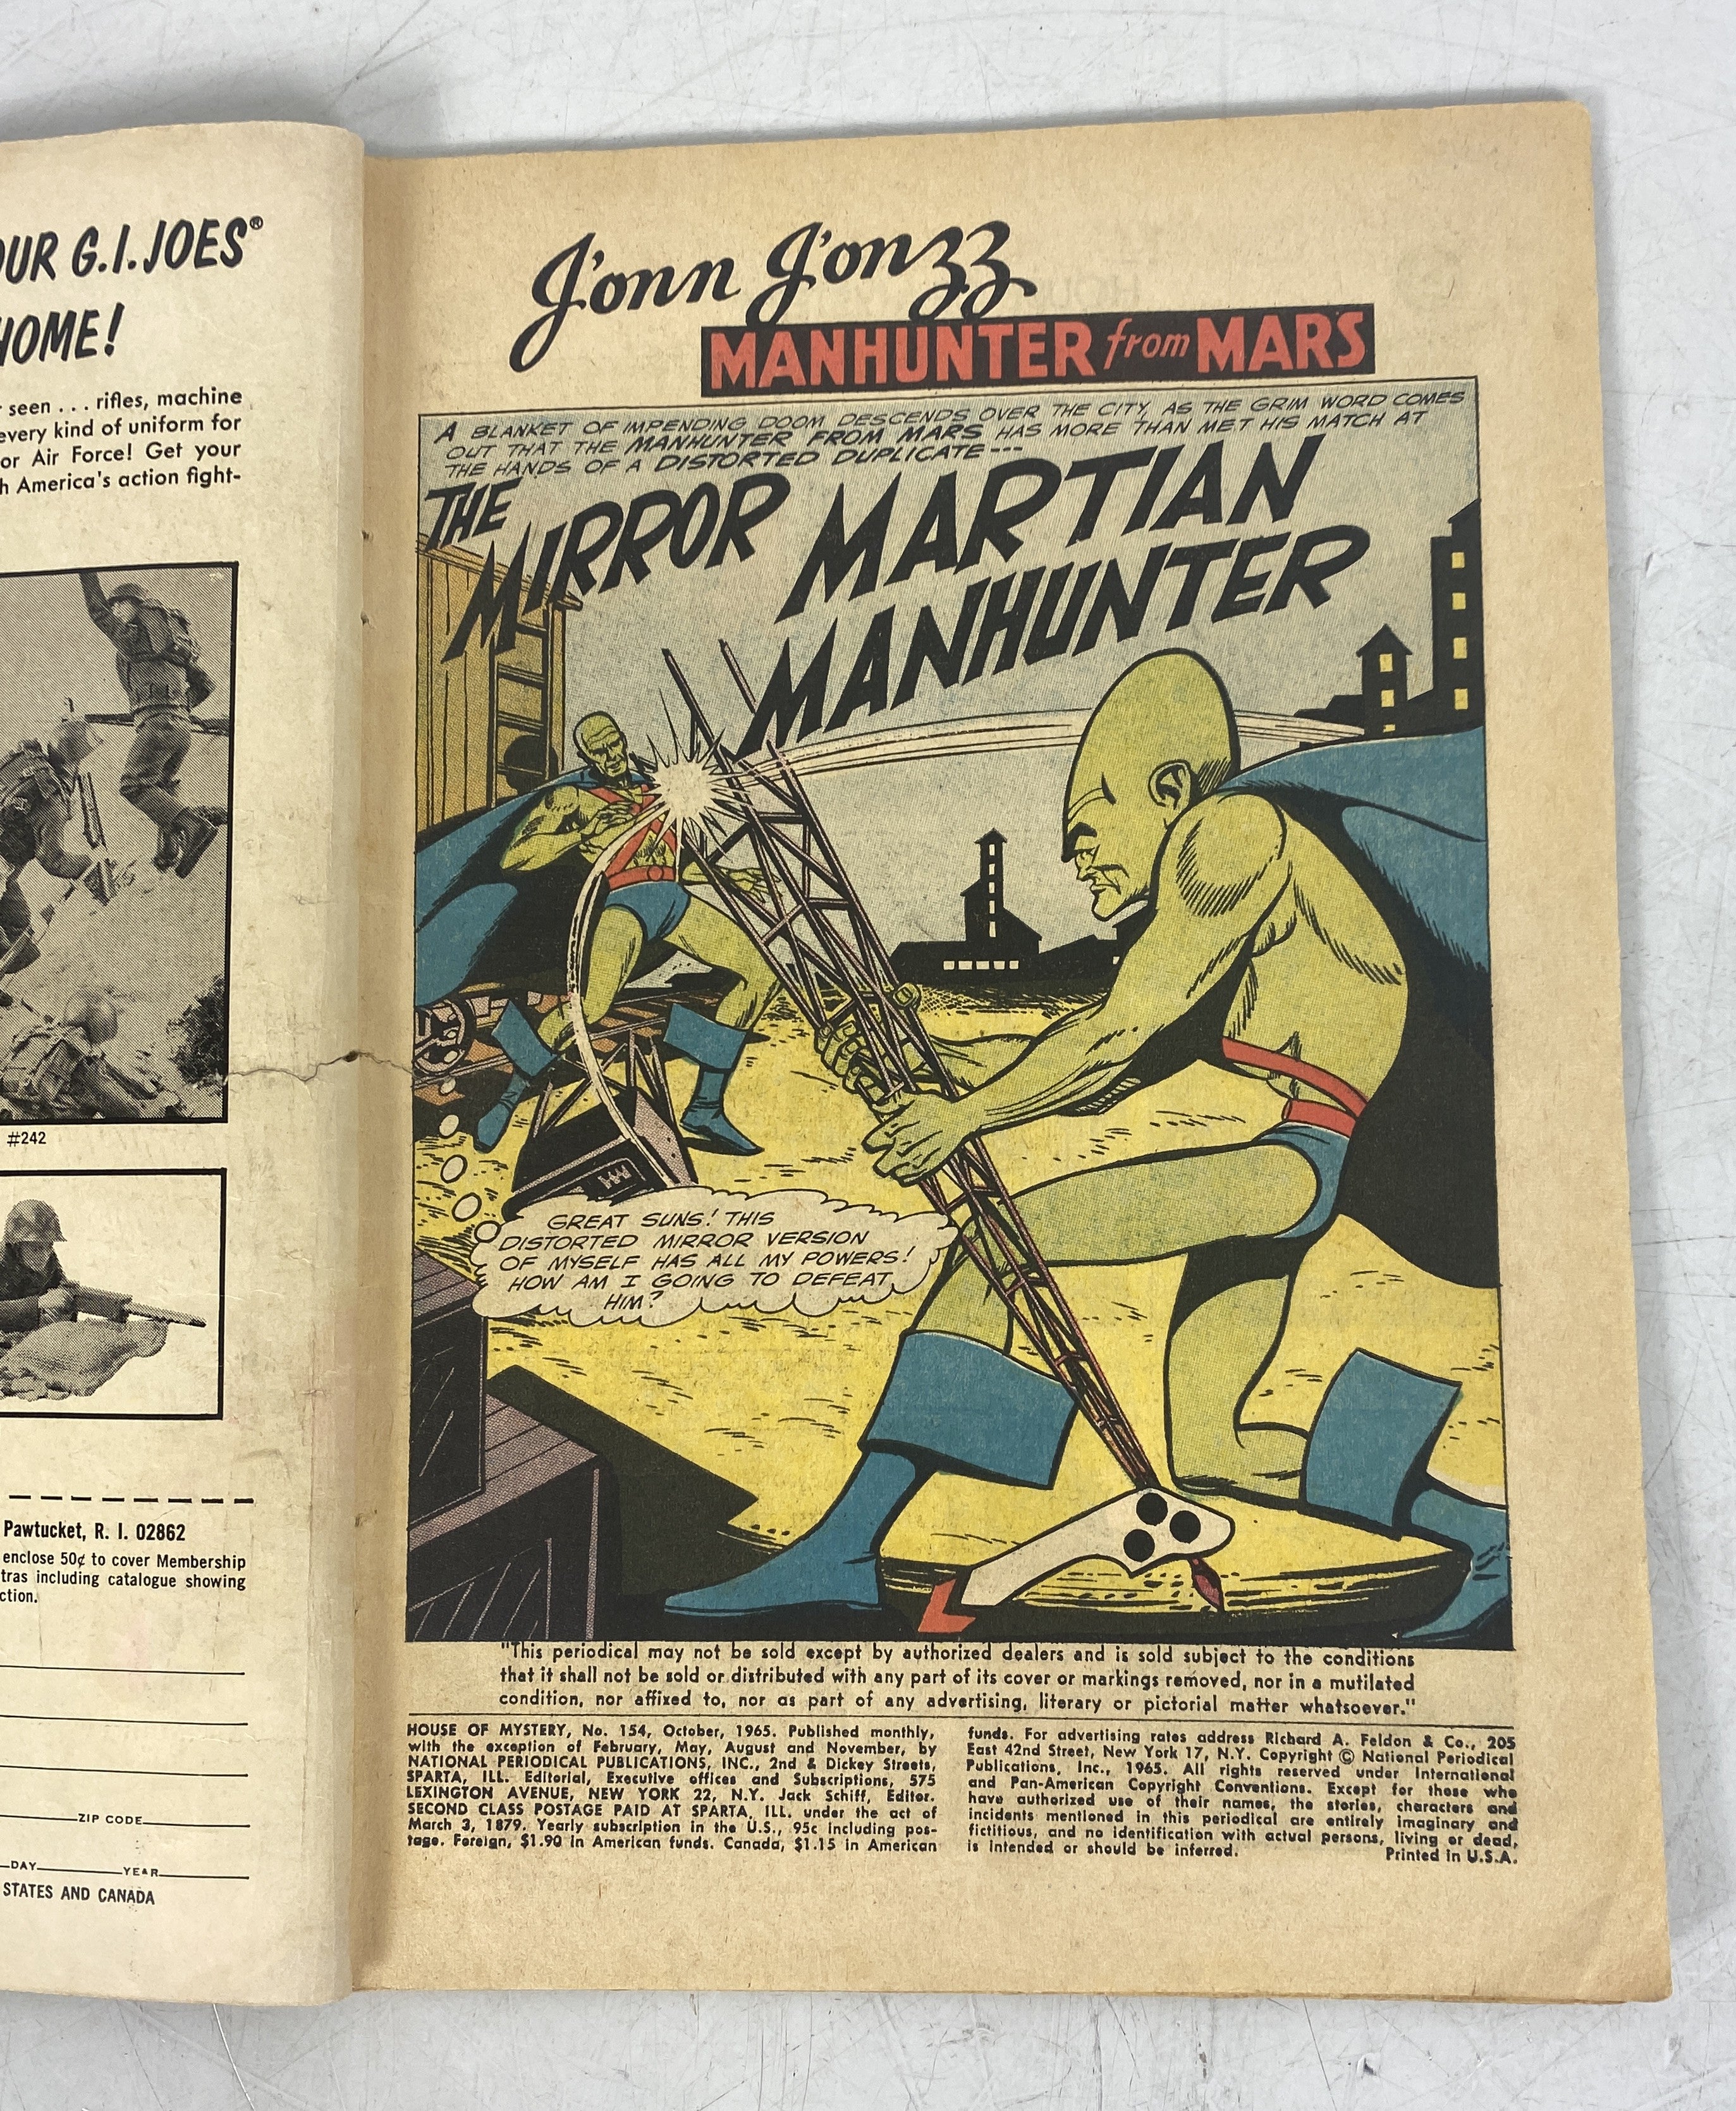 OUR G.I. JOES®
HOME!
seen . . . rifles, machine
every kind of uniform for
or Air Force! Get your
h America's action fight-
#242
Pawtucket, R. I. 02862
enclose 50¢ to cover Membership
tras including catalogue showing
ction.
ZIP CODE
DAY YEAR
STATES AND CANADA
J'onn J'onzz
MANHUNTER from MARS
A BLANKET OF IMPENDING DOOM DESCENDS OVER THE CITY, AS THE GRIM WORD COMES
OUT THAT THE MANHUNTER FROM MARS HAS MORE THAN MET HIS MATCH AT
THE HANDS OF A DISTORTED DUPLICATE---
THE
MIRROR MARTIAN
MANHUNTER
GREAT SUNS! THIS
DISTORTED MIRROR VERSION
OF MYSELF HAS ALL MY POWERS!
HOW AM I GOING TO DEFEAT
HIM?
"This periodical may not be sold except by authorized dealers and is sold subject to the conditions
that it shall not be sold or distributed with any part of its cover or markings removed, nor in a mutilated
condition, nor affixed to, nor as part of any advertising, literary or pictorial matter whatsoever."
HOUSE OF MYSTERY, No. 154, October, 1965. Published monthly,
with the exception of February, May, August and November, by
NATIONAL PERIODICAL PUBLICATIONS, INC., 2nd & Dickey Streets,
SPARTA, ILL. Editorial, Executive offices and Subscriptions, 575
LEXINGTON AVENUE, NEW YORK 22, N.Y. Jack Schiff, Editor.
SECOND CLASS POSTAGE PAID AT SPARTA, ILL. under the act of
March 3, 1879. Yearly subscription in the U.S., 95c including pos-
tage. Foreign, $1.90 in American funds. Canada, $1.15 in American
funds. For advertising rates address Richard A. Feldon & Co., 205
East 42nd Street, New York 17, N.Y. Copyright © National Periodical
Publications, Inc., 1965. All rights reserved under International
and Pan-American Copyright Conventions. Except for those who
have authorized use of their names, the stories, characters and
incidents mentioned in this periodical are entirely imaginary and
fictitious, and no identification with actual persons, living or dead,
is intended or should be inferred.
Printed in U.S.A.